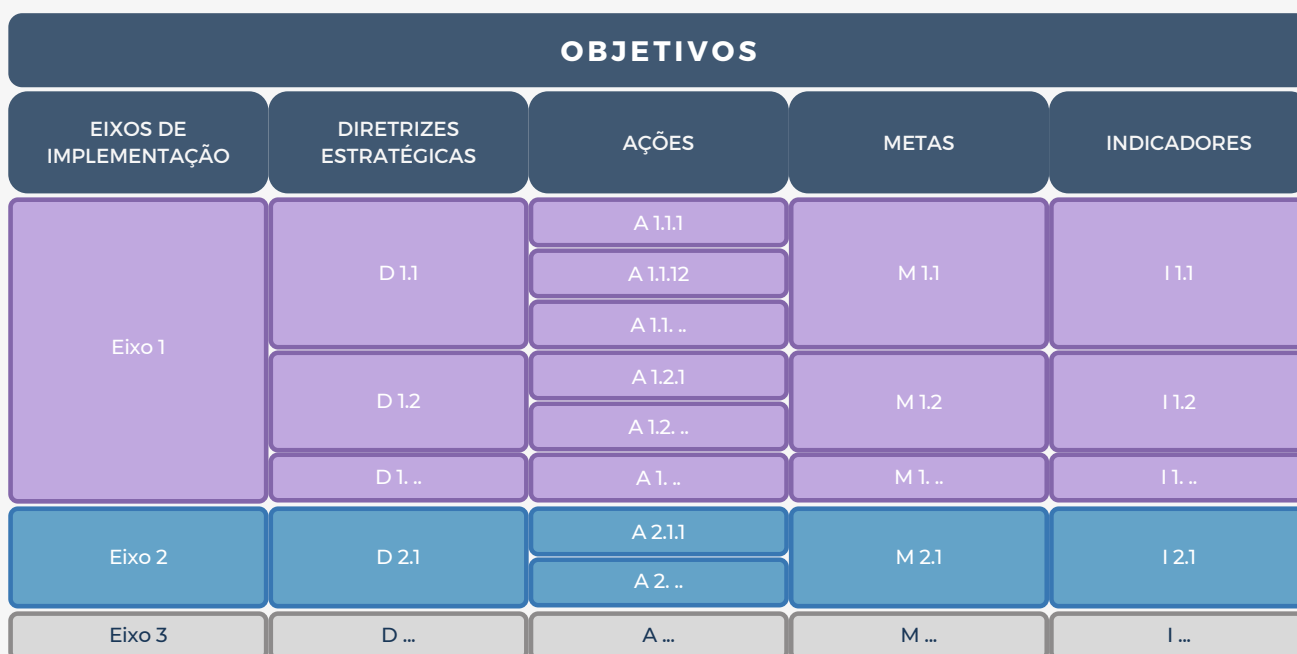 OBJETIVOS
EIXOS DE
IMPLEMENTAÇÃO
DIRETRIZES
ESTRATÉGICAS
AÇÕES
METAS
INDICADORES
Eixo 1
D 1.1
A 1.1.1
A 1.1.12
A 1.1. ..
M 1.1
I 1.1
D 1.2
A 1.2.1
A 1.2. ..
M 1.2
I 1.2
D 1. ..
A 1. ..
M 1. ..
I 1. ..
Eixo 2
D 2.1
A 2.1.1
A 2. ..
M 2.1
I 2.1
Eixo 3
D ...
A ...
M ...
I ...